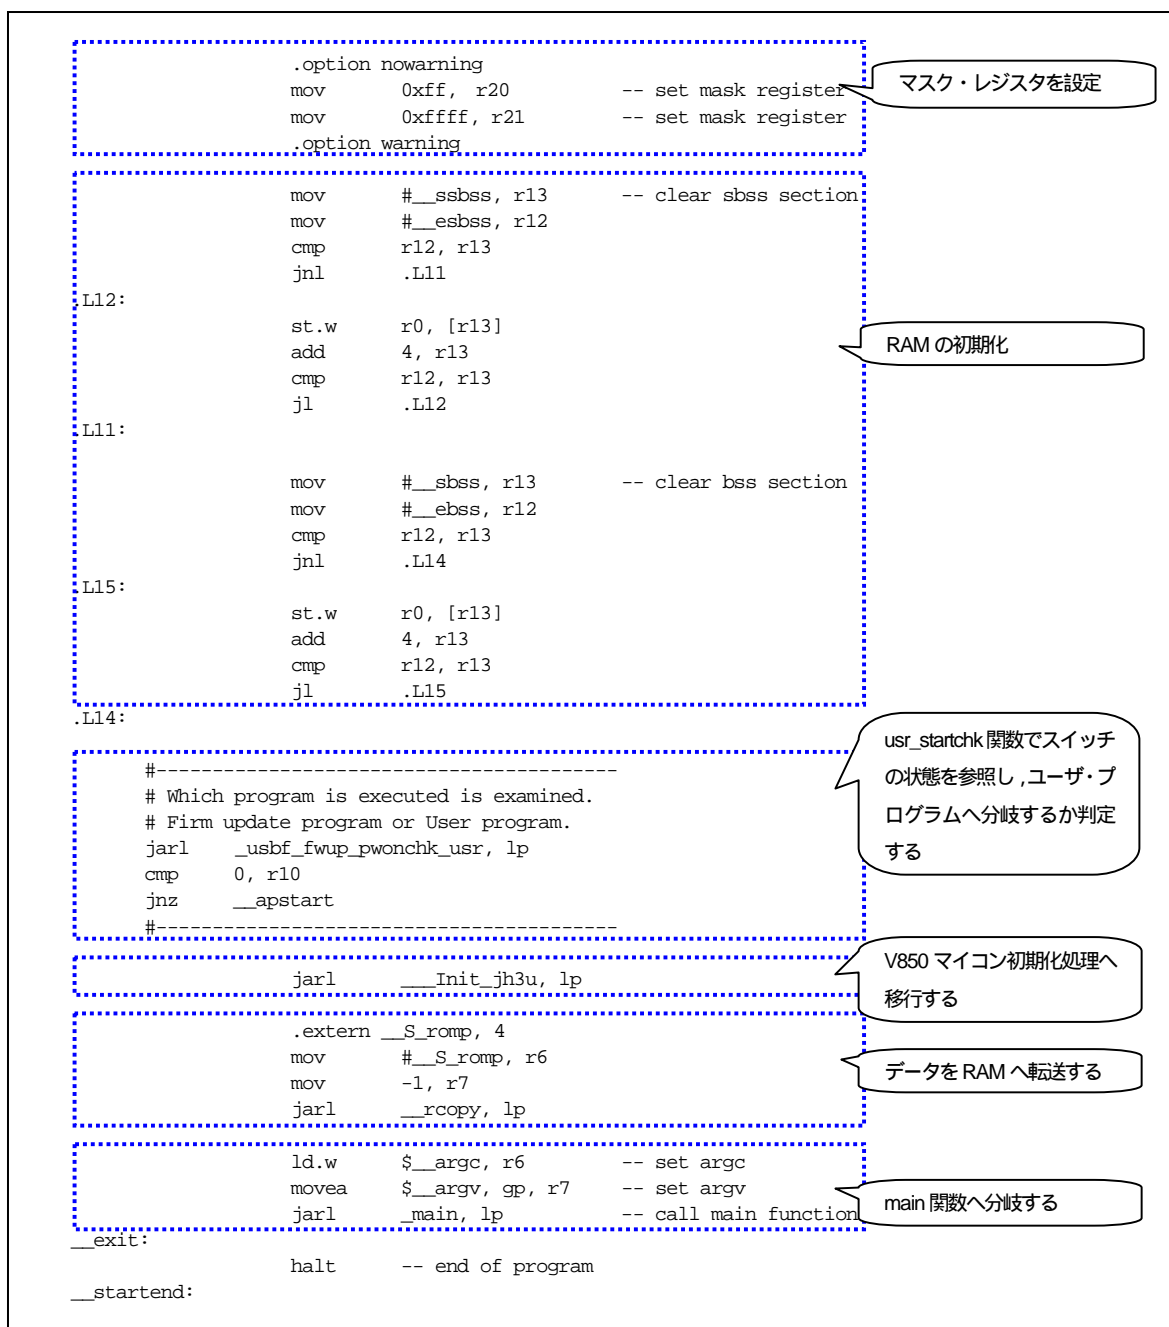 .option nowarning
mov 0xff, r20 -- set mask register
mov 0xffff, r21 -- set mask register
.option warning
マスク・レジスタを設定
mov #__ssbss, r13 -- clear sbss section
mov #__esbss, r12
cmp r12, r13
jnl .L11
.L12:
st.w r0, [r13]
add 4, r13
cmp r12, r13
jl .L12
.L11:
RAM の初期化
mov #__sbss, r13 -- clear bss section
mov #__ebss, r12
cmp r12, r13
jnl .L14
.L15:
st.w r0, [r13]
add 4, r13
cmp r12, r13
jl .L15
.L14:
#-----------------------------------------
# Which program is executed is examined.
# Firm update program or User program.
jarl _usbf_fwup_pwonchk_usr, lp
cmp 0, r10
jnz __apstart
#-----------------------------------------
usr_startchk 関数でスイッチ
の状態を参照し，ユーザ・プ
ログラムへ分岐するか判定
する
jarl ___Init_jh3u, lp
V850 マイコン初期化処理へ
移行する
.extern __S_romp, 4
mov #__S_romp, r6
mov -1, r7
jarl __rcopy, lp
データを RAM へ転送する
ld.w $__argc, r6 -- set argc
movea $__argv, gp, r7 -- set argv
jarl _main, lp -- call main function
main 関数へ分岐する
__exit:
halt -- end of program
__startend: